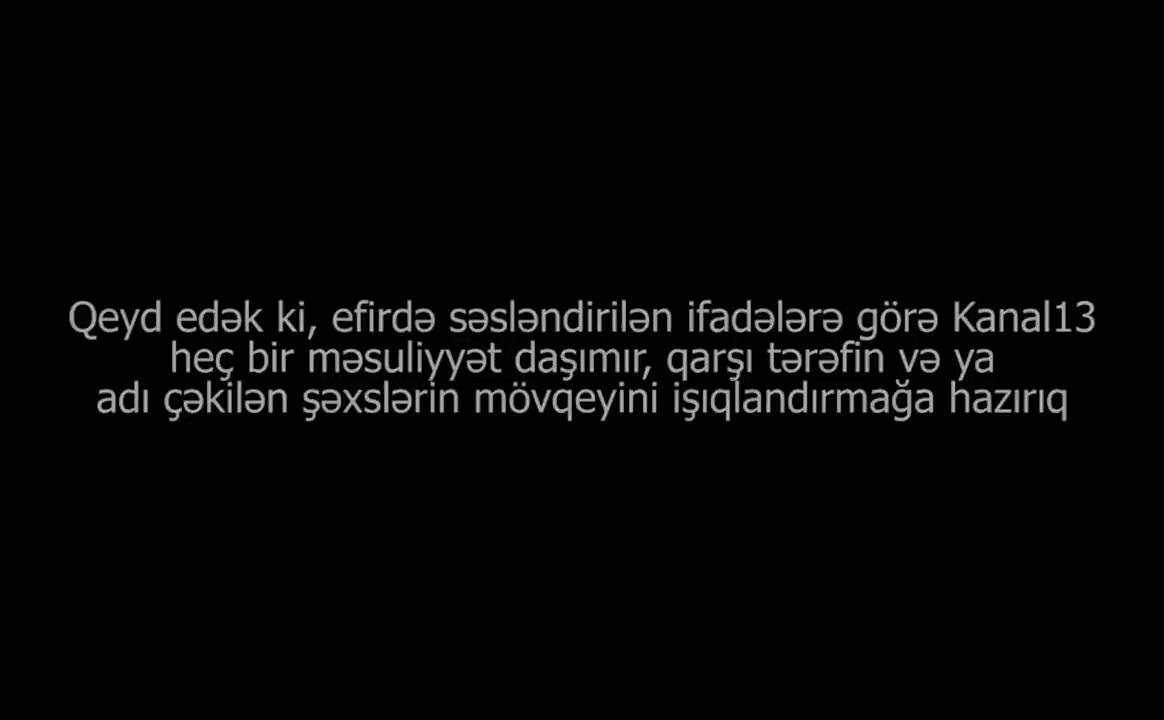 Qeyd edək ki, efirdə səsləndirilən ifadələrə görə Kanal13
heç bir məsuliyyət daşımır, qarşı tərəfin və ya
adı çəkilən şəxslərin mövqeyini işıqlandırmağa hazırıq